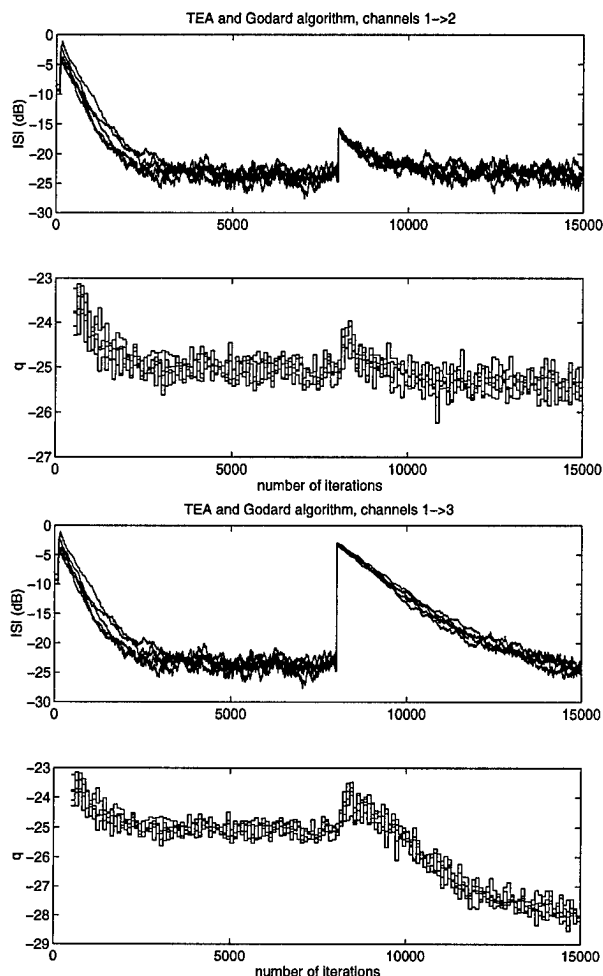 TEA and Godard algorithm, channels 1->2
0
−5
−10
−15
−20
−25
−30
ISI (dB)
0 5000 10000 15000
−23
−24
−25
−26
−27
q
0 5000 10000 15000
number of iterations
TEA and Godard algorithm, channels 1->3
0
−5
−10
−15
−20
−25
−30
ISI (dB)
0 5000 10000 15000
−23
−24
−25
−26
−27
−28
−29
q
0 5000 10000 15000
number of iterations